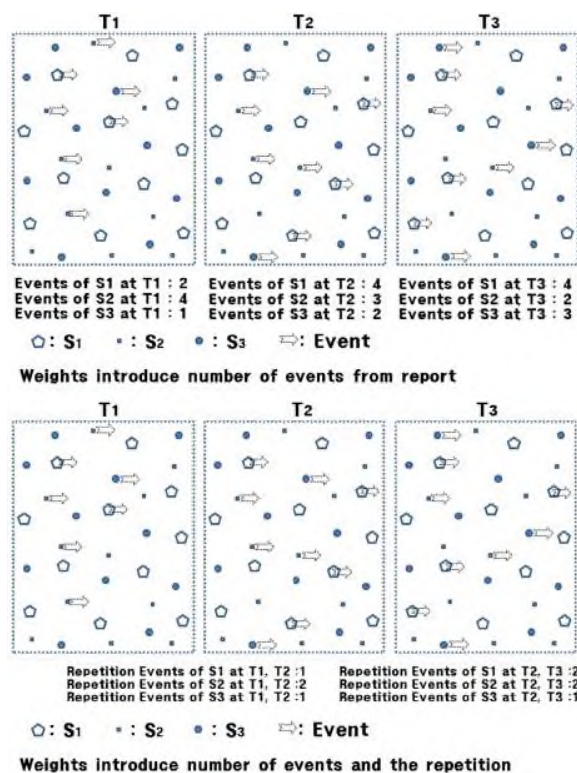 T1 T2 T3
Events of S1 at T1 : 2 Events of S1 at T2 : 4 Events of S1 at T3 : 4
Events of S2 at T1 : 4 Events of S2 at T2 : 3 Events of S2 at T3 : 2
Events of S3 at T1 : 1 Events of S3 at T2 : 2 Events of S3 at T3 : 3
: S1 : S2 : S3 : Event
Weights introduce number of events from report
T1 T2 T3
Repetition Events of S1 at T1, T2 :1 Repetition Events of S1 at T2, T3 :2
Repetition Events of S2 at T1, T2 :2 Repetition Events of S2 at T2, T3 :2
Repetition Events of S3 at T1, T2 :1 Repetition Events of S3 at T2, T3 :1
: S1 : S2 : S3 : Event
Weights introduce number of events and the repetition